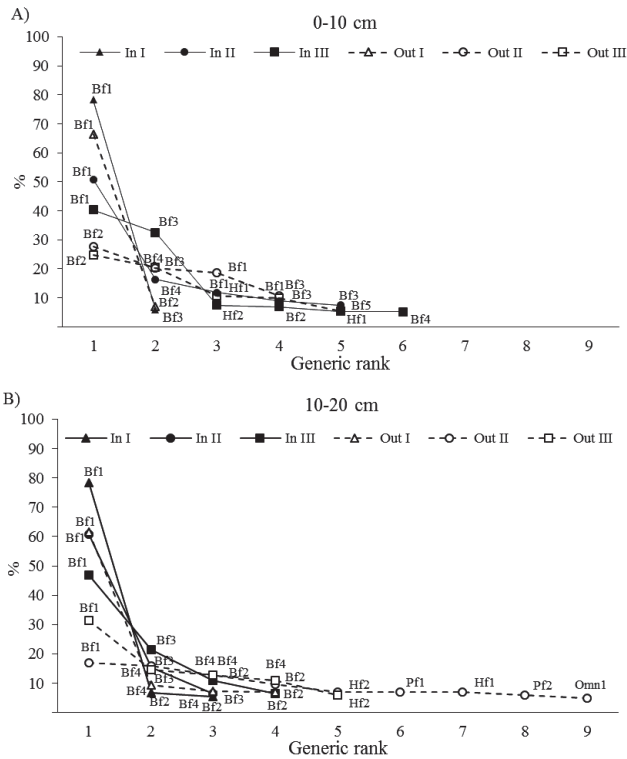 A)
0-10 cm
100
In I In II In III Out I Out II Out III
90
80
Bf1
70
Bf1
60
%
Bf1
50
Bf1
40
Bf3
30
Bf2
Bf2 Bf4 Bf3 Bf1
20
Bf4 Bf1 Hf1 Bf1 Bf3
Bf3 Bf3
10
Bf2 Bf5
Bf3 Hf2 Bf2 Hf1 Bf4
1 2 3 4 5 6 7 8 9
Generic rank
B)
10-20 cm
100
In I In II In III Out I Out II Out III
90
80
Bf1
70
Bf1
60
Bf1
%
50
Bf1
40
Bf1
30
Bf1 Bf3
20
Bf3 Bf4 Bf4 Bf4
Bf4 Bf3 Bf2 Bf2
10
Bf4 Bf2 Hf2 Pf1 Hf1 Pf2 Omn1
Bf2 Bf4 Bf2 Bf3 Bf2 Hf2
1 2 3 4 5 6 7 8 9
Generic rank